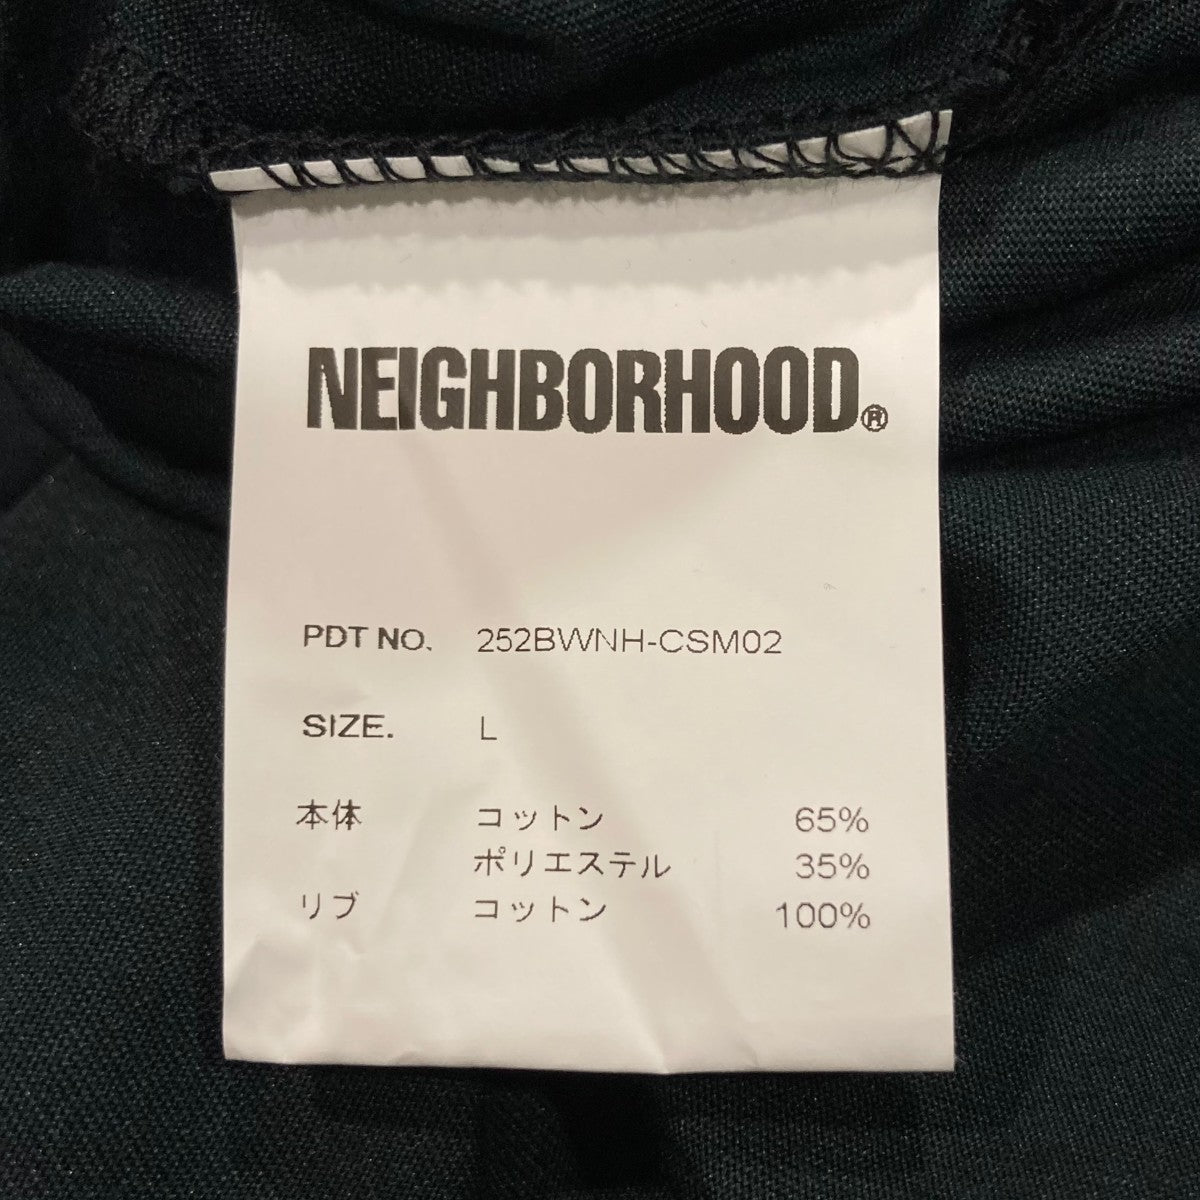 NEIGHBORHOOD®
PDT NO. 252BWNH-CSM02
SIZE. L
本体 コットン 65%
ポリエステル 35%
リブ コットン 100%